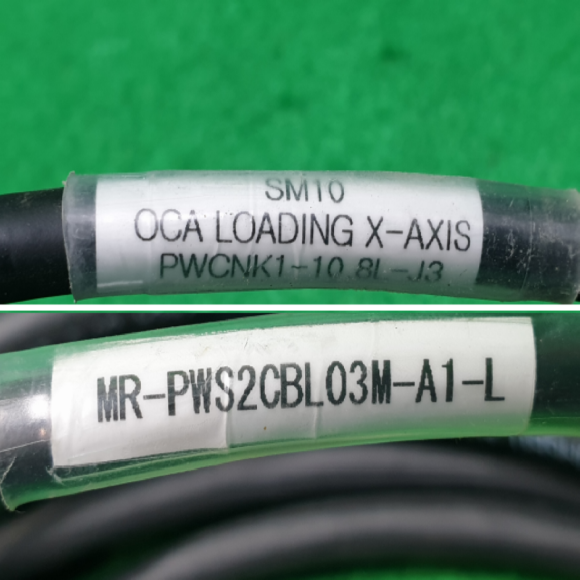 SM10
OCA LOADING X-AXIS
PWCNK1-10.8L-J3
MR-PWS2CBL03M-A1-L